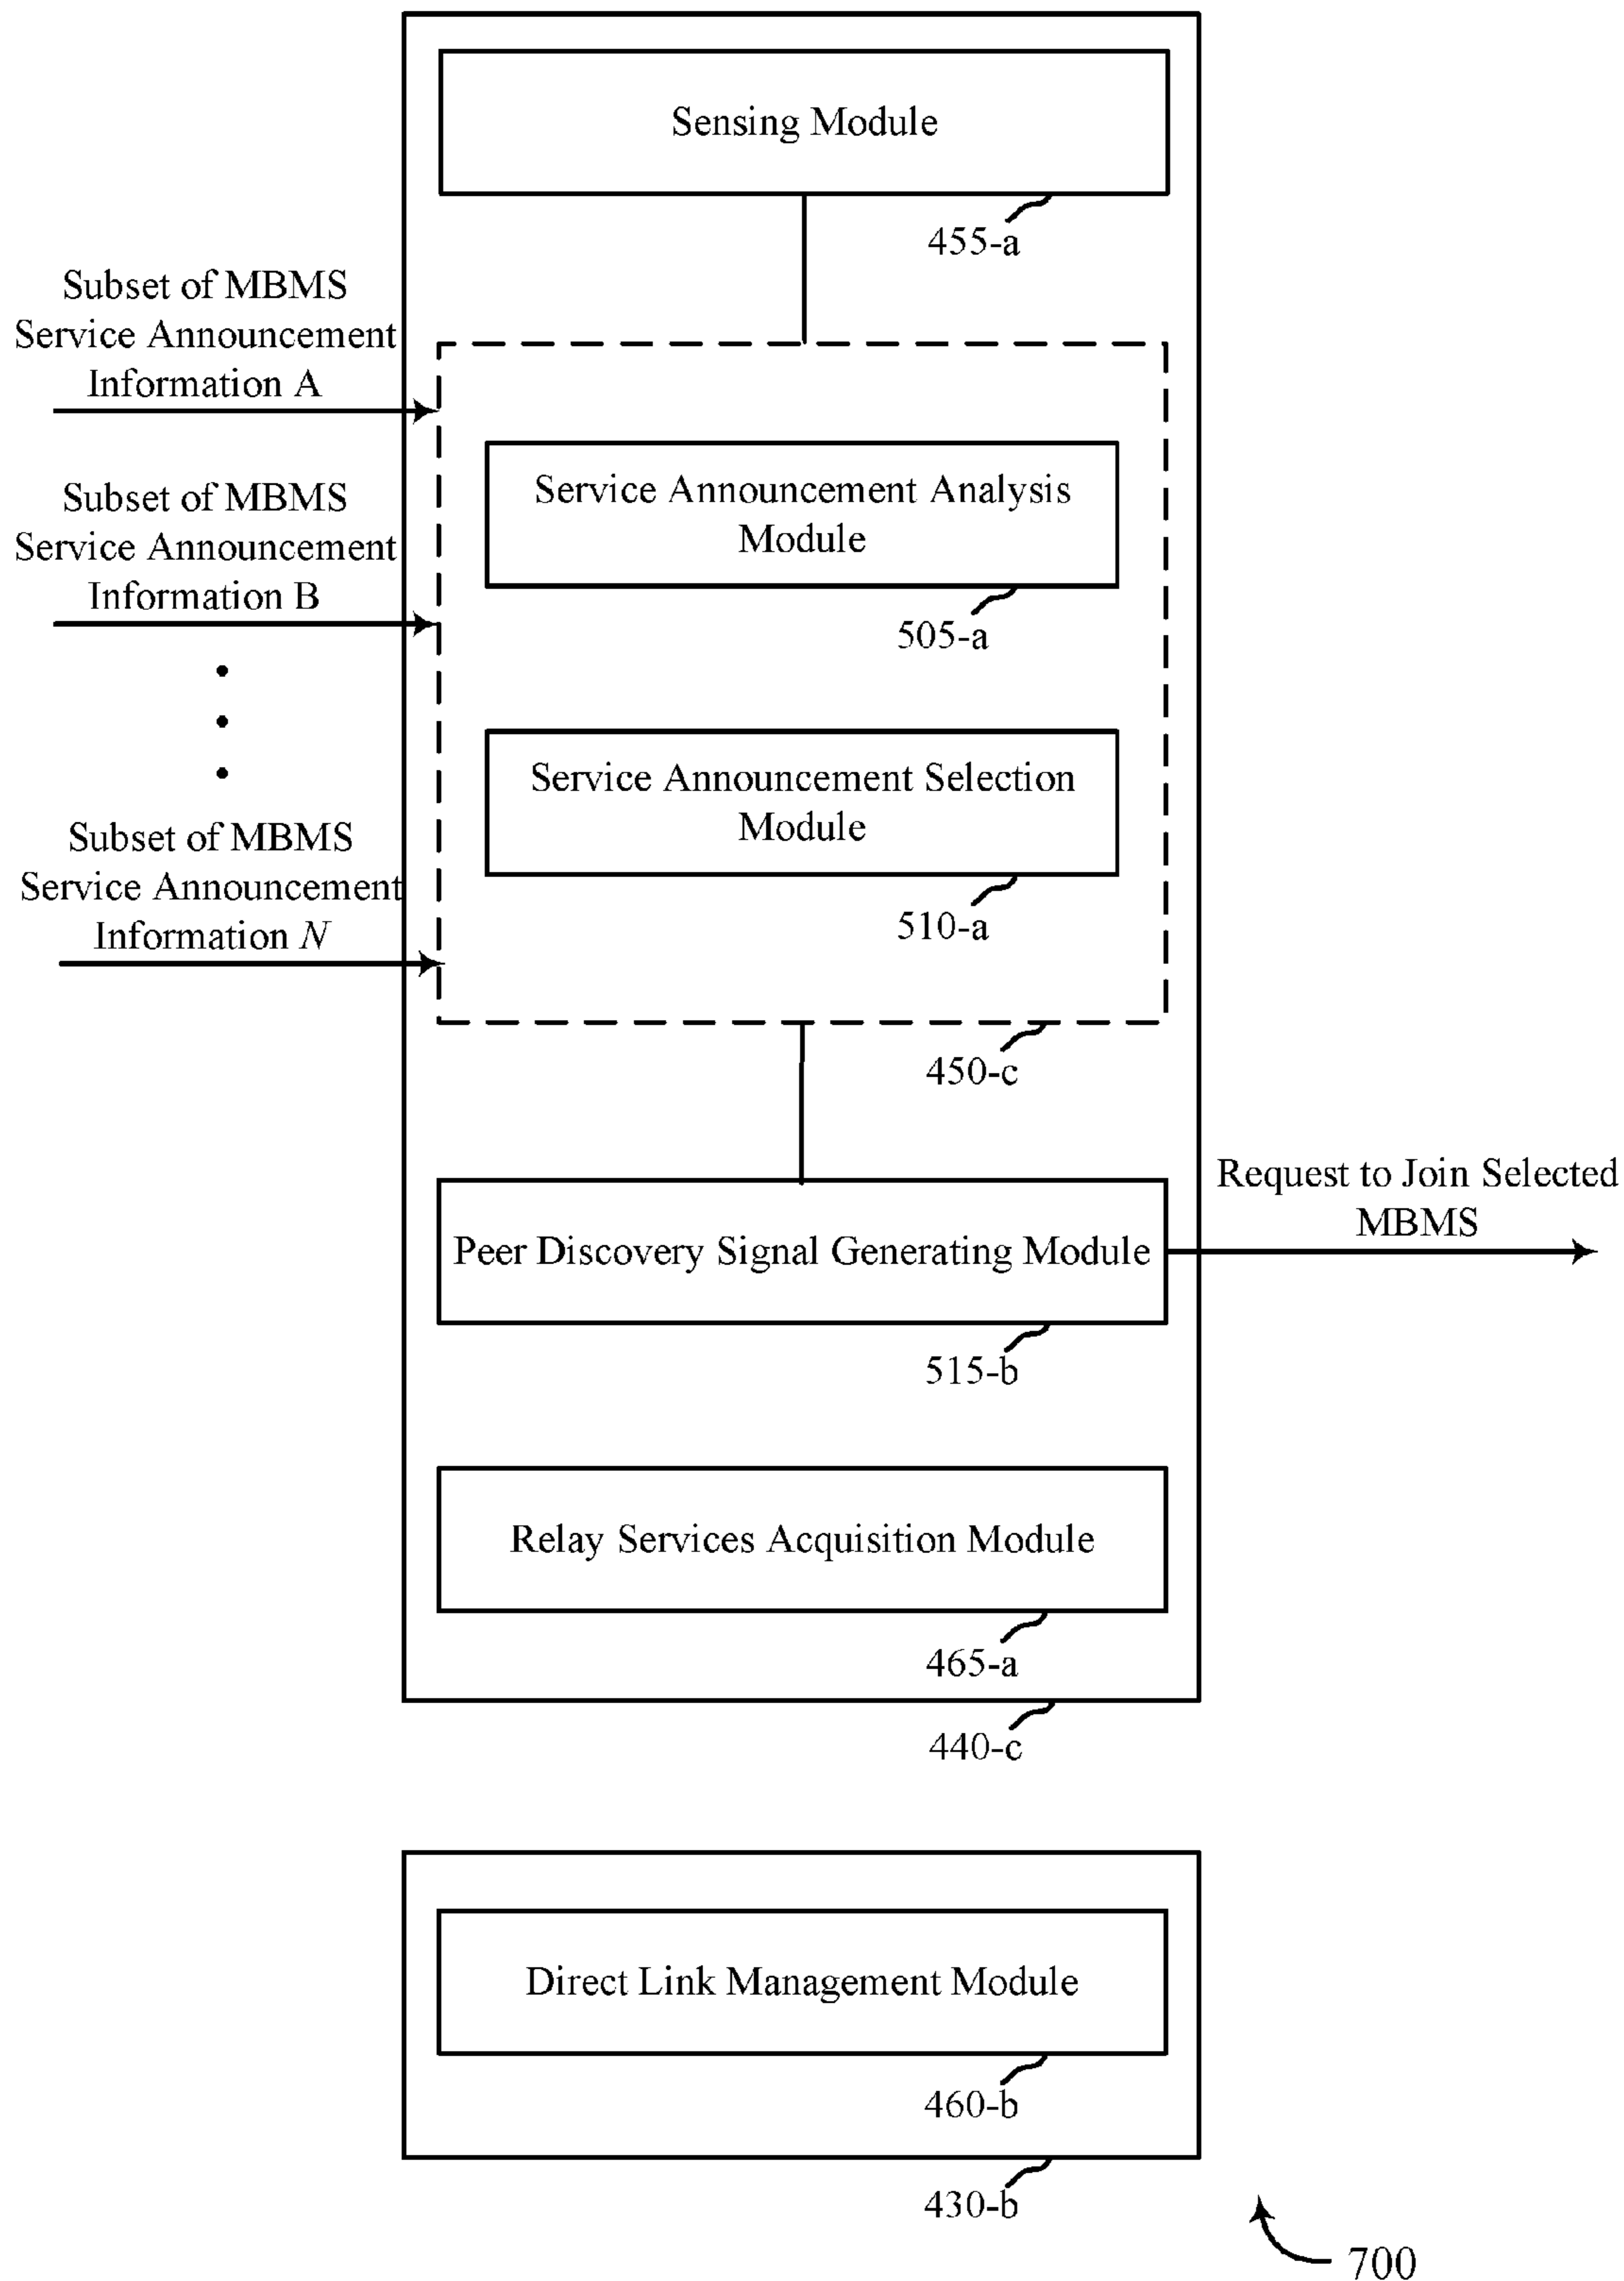 Sensing Module
455-a
Subset of MBMS
Service Announcement
Information A
Service Announcement Analysis
Module
505-a
Subset of MBMS
Service Announcement
Information B
Service Announcement Selection
Module
510-a
Subset of MBMS
Service Announcement
Information N
450-c
Peer Discovery Signal Generating Module
515-b
Request to Join Selected
MBMS
Relay Services Acquisition Module
465-a
440-c
Direct Link Management Module
460-b
430-b
700